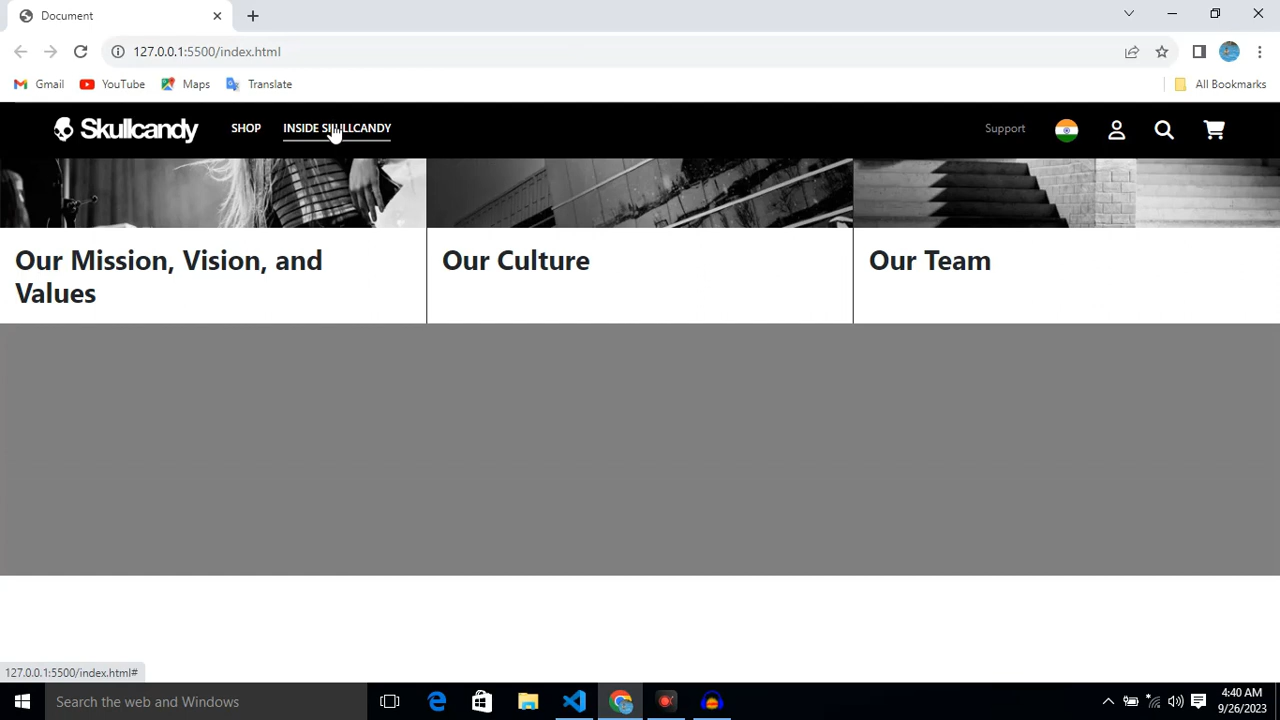 Document
127.0.0.1:5500/index.html
Gmail YouTube Maps Translate All Bookmarks
Skullcandy SHOP INSIDE SKULLCANDY Support
Our Mission, Vision, and Values
Our Culture
Our Team
127.0.0.1:5500/index.html#
Search the web and Windows
4:40 AM
9/26/2023